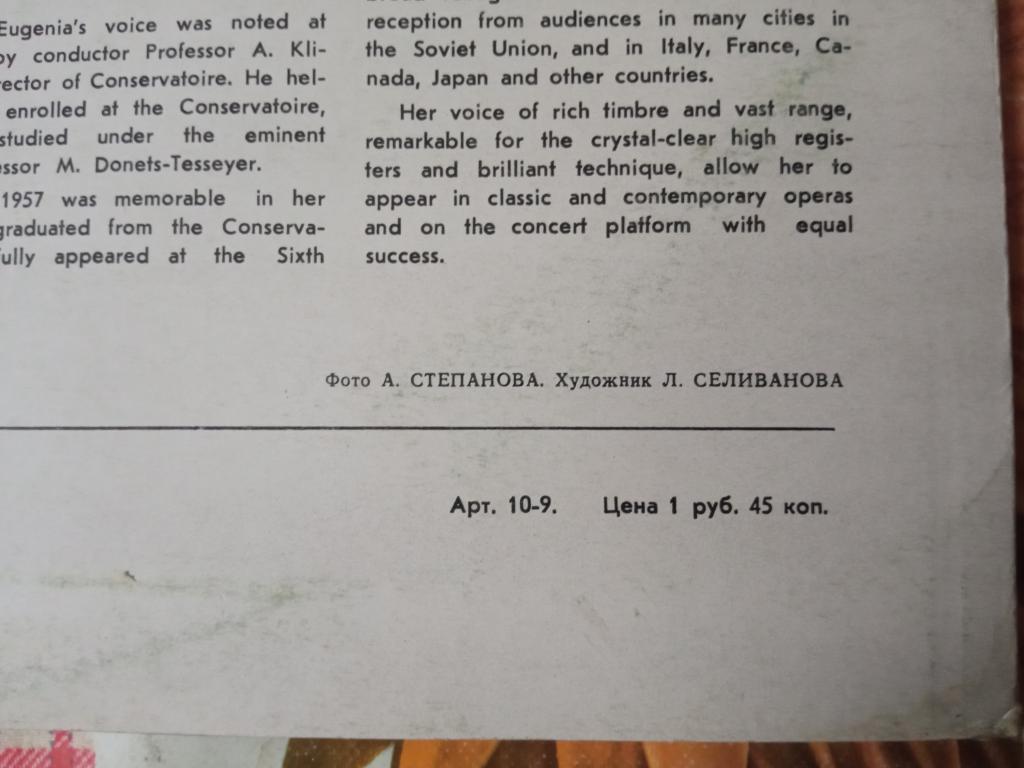 Eugenia's voice was noted at
by conductor Professor A. Kli-
rector of Conservatoire. He hel-
enrolled at the Conservatoire,
studied under the eminent
essor M. Donets-Tesseyer.
1957 was memorable in her
graduated from the Conserva-
fully appeared at the Sixth
reception from audiences in many cities in
the Soviet Union, and in Italy, France, Ca-
nada, Japan and other countries.
Her voice of rich timbre and vast range,
remarkable for the crystal-clear high regis-
ters and brilliant technique, allow her to
appear in classic and contemporary operas
and on the concert platform with equal
success.
Фото А. СТЕПАНОВА. Художник Л. СЕЛИВАНОВА
Арт. 10-9. Цена 1 руб. 45 коп.